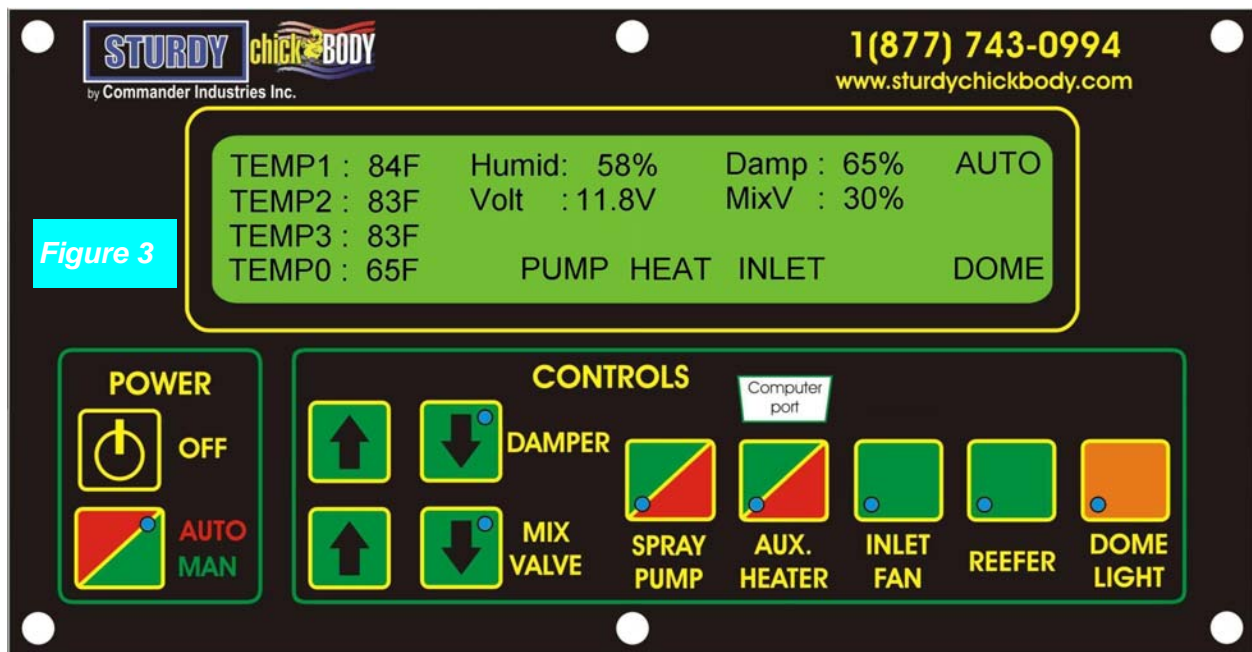 STURDY chick BODY
by Commander Industries Inc.
1(877) 743-0994
www.sturdychickbody.com
TEMP1 : 84F Humid: 58% Damp : 65% AUTO
TEMP2 : 83F Volt : 11.8V MixV : 30%
TEMP3 : 83F
TEMP0 : 65F PUMP HEAT INLET DOME
Figure 3
POWER
OFF
AUTO
MAN
CONTROLS
Computer
port
DAMPER
MIX
VALVE
SPRAY
PUMP
AUX.
HEATER
INLET
FAN
REEFER
DOME
LIGHT